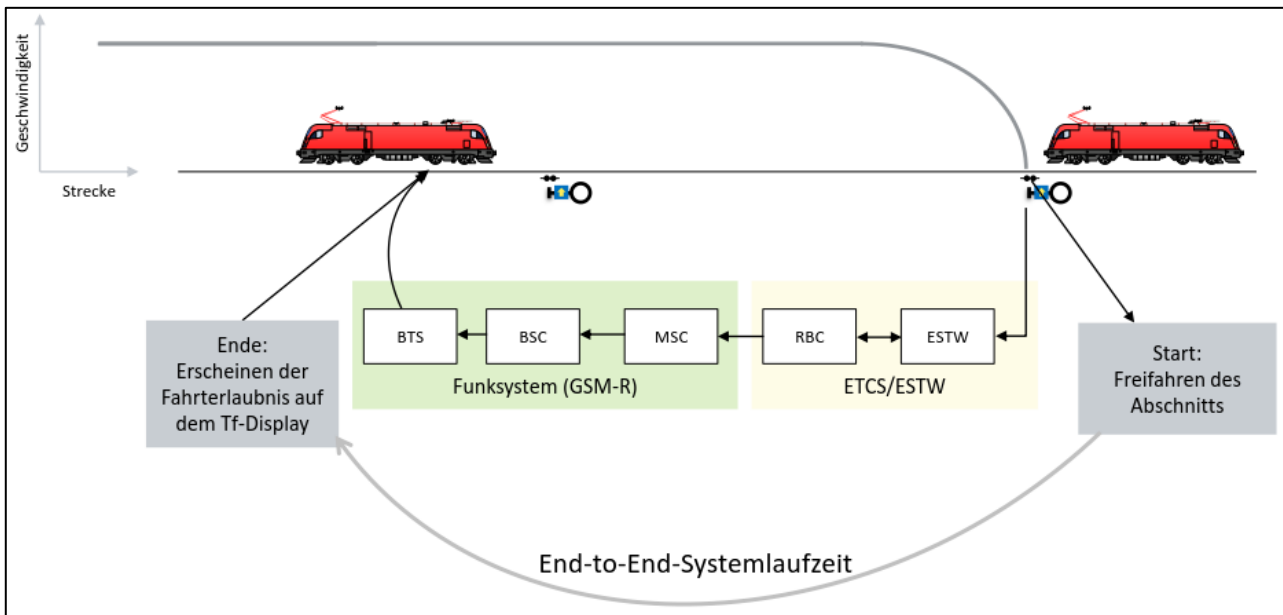 Geschwindigkeit
Strecke
BTS
BSC
MSC
RBC
ESTW
Funksystem (GSM-R)
ETCS/ESTW
Ende:
Erscheinen der
Fahrterlaubnis auf
dem Tf-Display
Start:
Freifahren des
Abschnitts
End-to-End-Systemlaufzeit